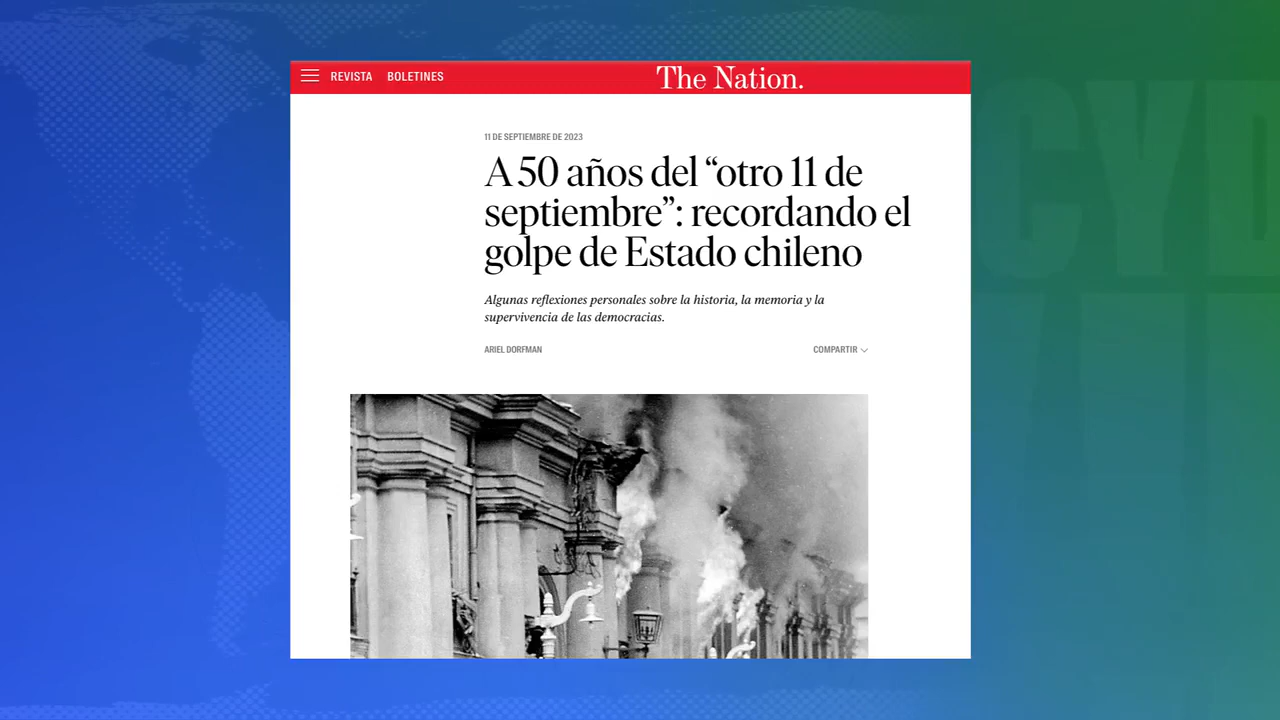 REVISTA BOLETINES The Nation.
11 DE SEPTIEMBRE DE 2023
A 50 años del “otro 11 de
septiembre”: recordando el
golpe de Estado chileno
Algunas reflexiones personales sobre la historia, la memoria y la
supervivencia de las democracias.
ARIEL DORFMAN COMPARTIR
CYD